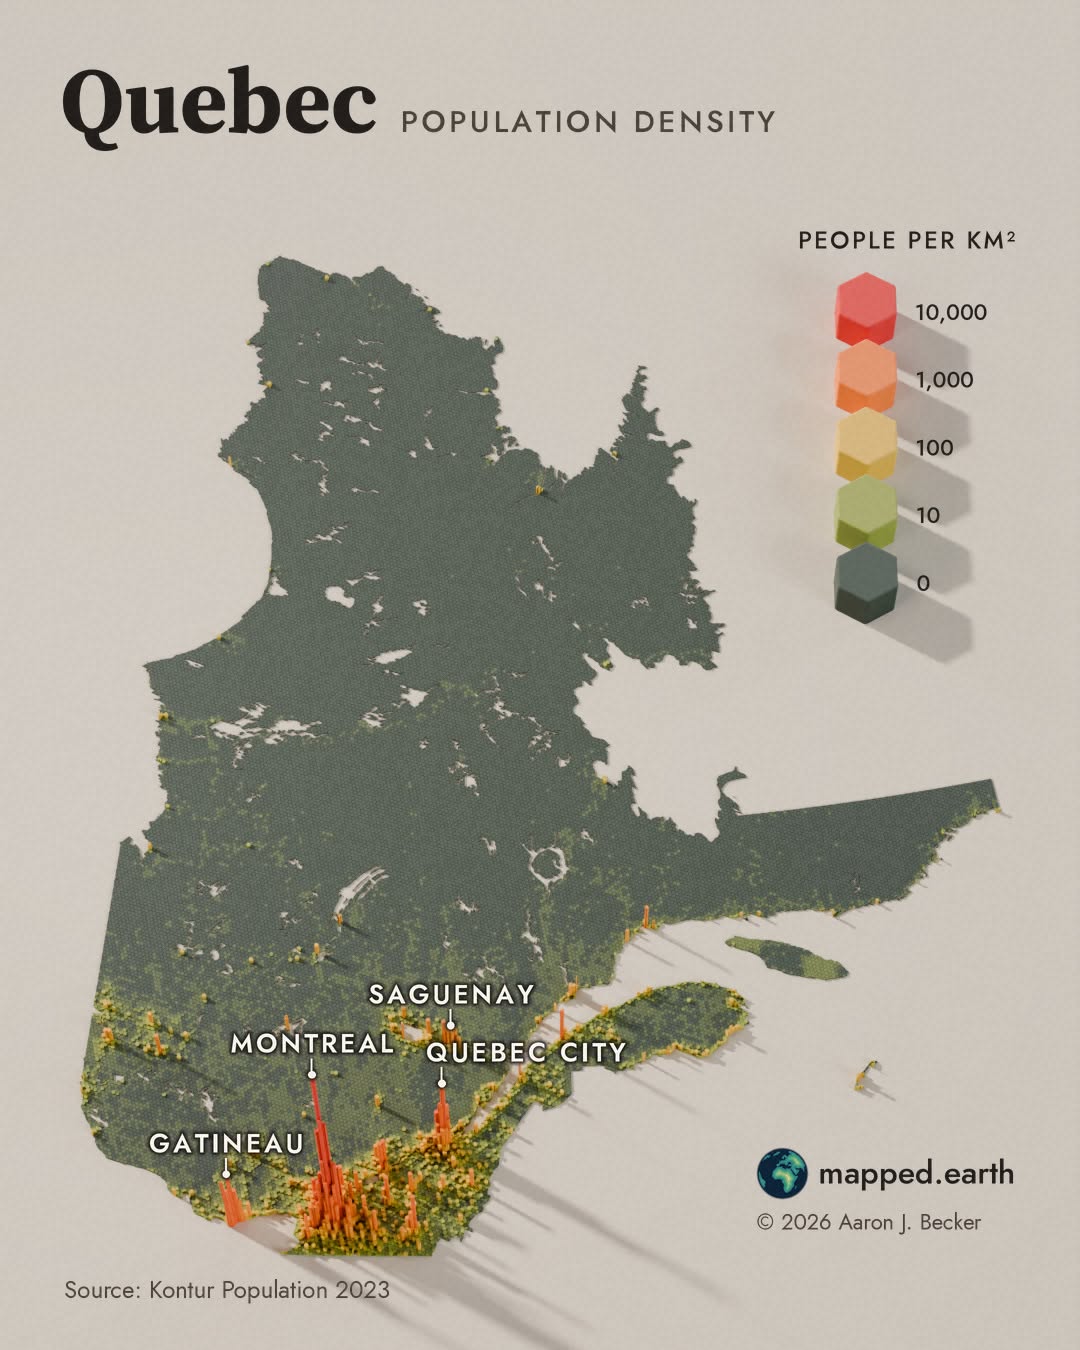 Quebec POPULATION DENSITY
PEOPLE PER KM²
10,000
1,000
100
10
0
SAGUENAY
MONTREAL
QUEBEC CITY
GATINEAU
mapped.earth
© 2026 Aaron J. Becker
Source: Kontur Population 2023